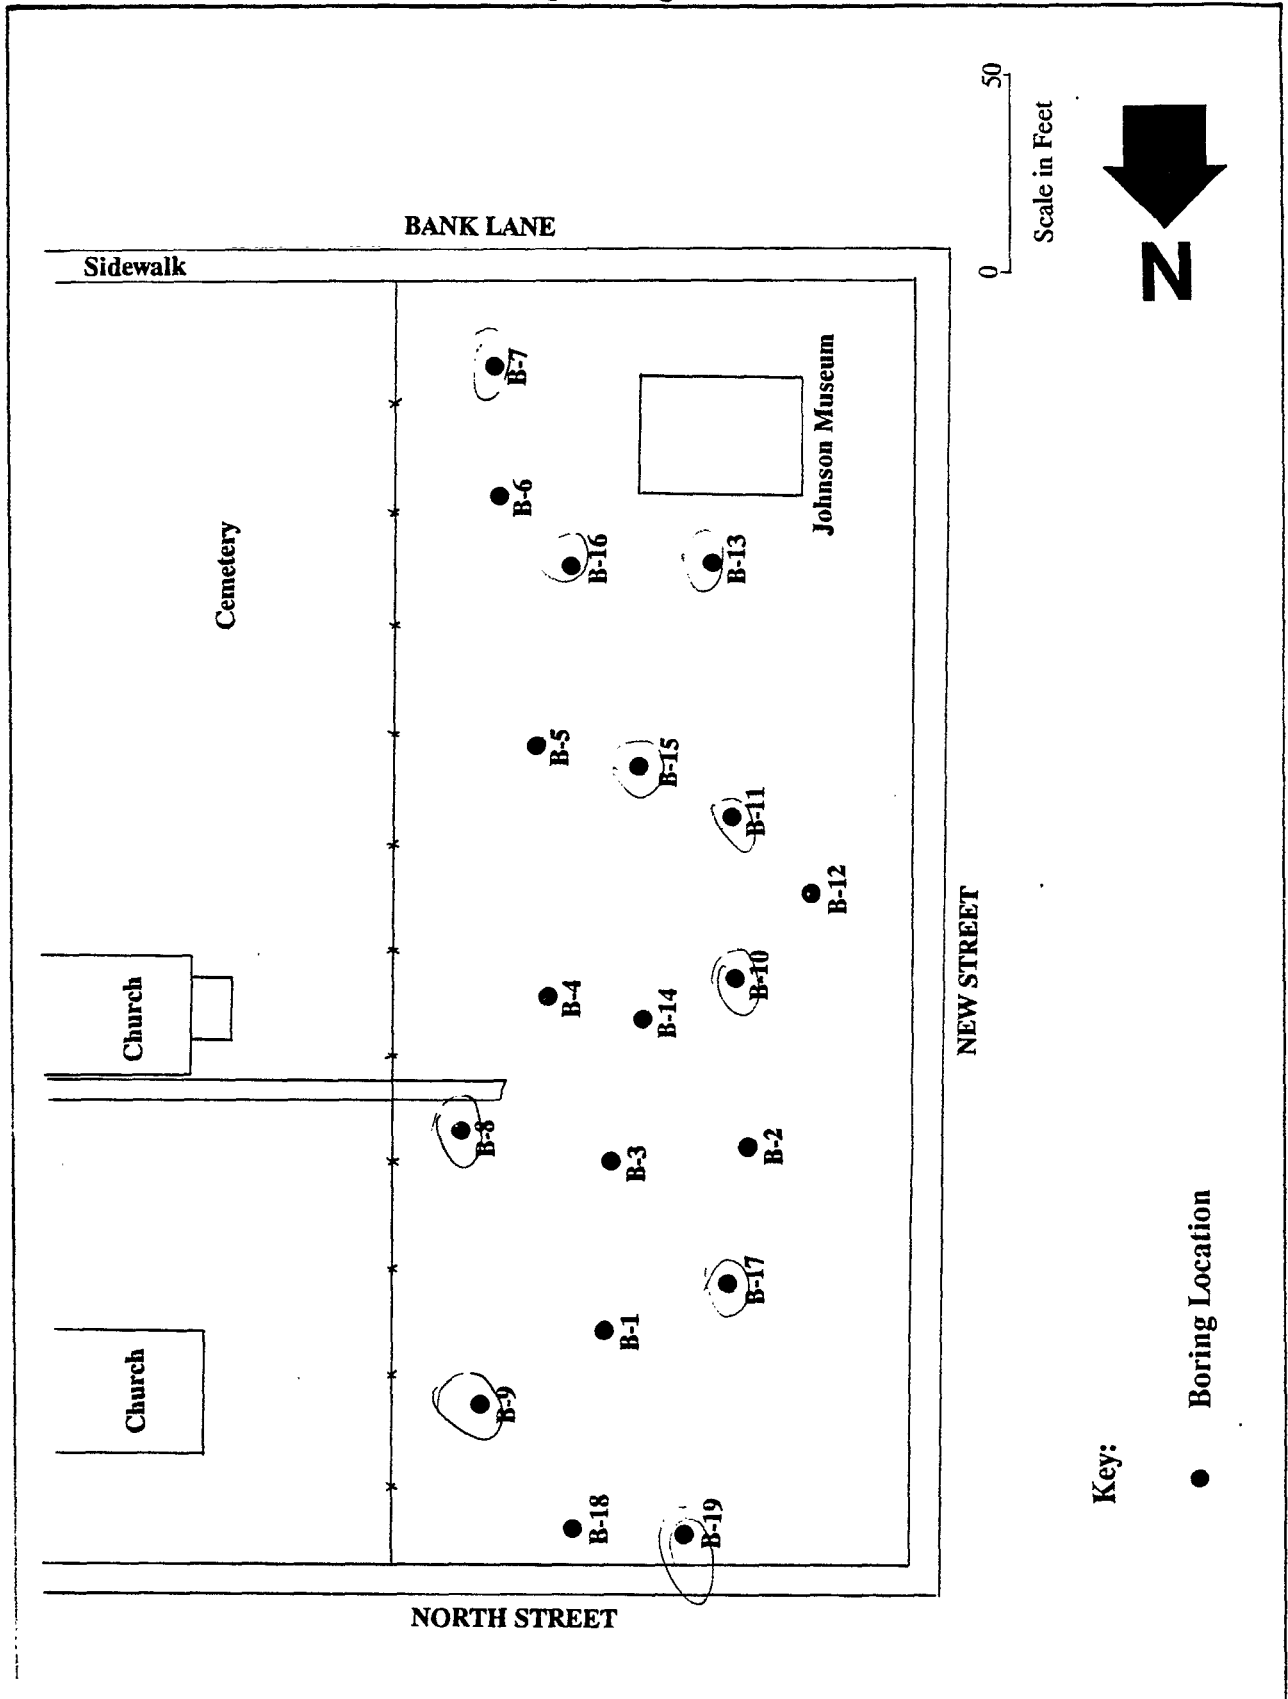 50
Scale in Feet
0
N
BANK LANE
Sidewalk
B-7
Johnson Museum
B-6
Cemetery
B-16
B-13
B-5
B-15
B-11
B-12
Church
B-4
B-14
B-10
NEW STREET
B-8
B-3
B-2
B-17
B-1
Church
B-9
B-18
B-19
NORTH STREET
Key:
Boring Location